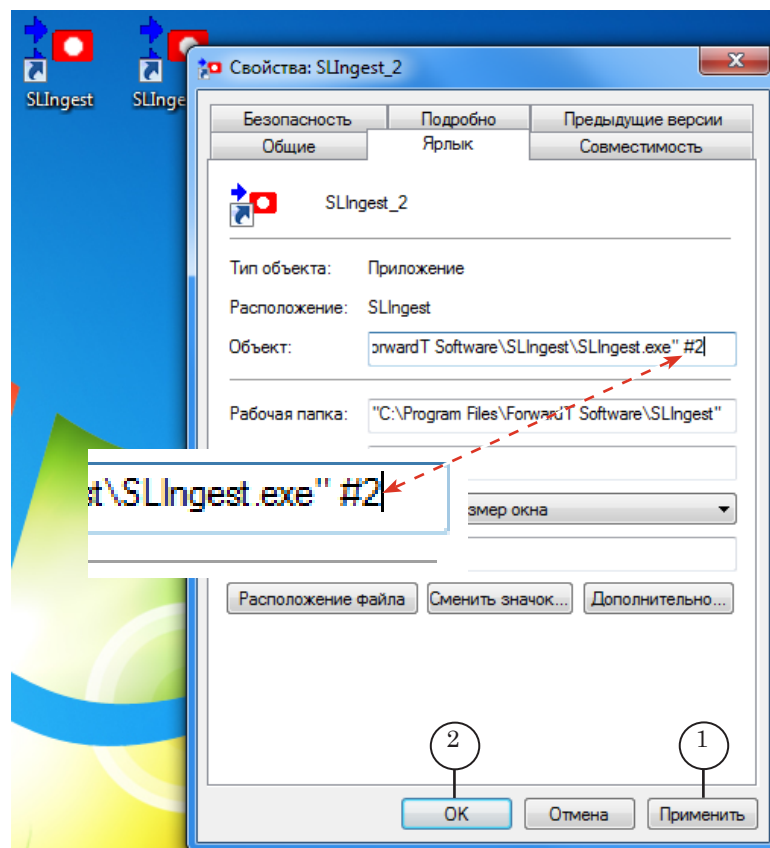 SLIngest
SLInge
Свойства: SLIngest_2
Безопасность
Подробно
Предыдущие версии
Общие
Ярлык
Совместимость
SLIngest_2
Тип объекта: Приложение
Расположение: SLIngest
Объект: orwardT Software\SLIngest\SLIngest.exe" #2
Рабочая папка: "C:\Program Files\ForwardT Software\SLIngest"
st\SLIngest.exe" #2
змер окна
Расположение файла
Сменить значок...
Дополнительно...
2
1
OK
Отмена
Применить